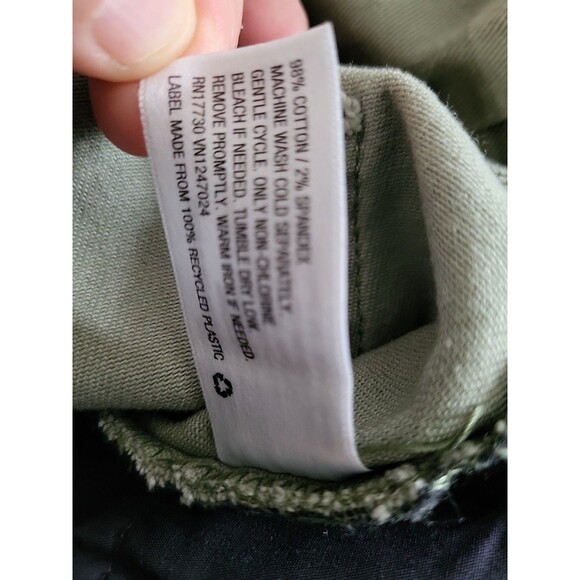 98% COTTON / 2% SPANDEX
MACHINE WASH COLD SEPARATELY,
GENTLE CYCLE. ONLY NON-CHLORINE
BLEACH IF NEEDED. TUMBLE DRY LOW.
REMOVE PROMPTLY. WARM IRON IF NEEDED.
RN17730 VN1247024
LABEL MADE FROM 100% RECYCLED PLASTIC